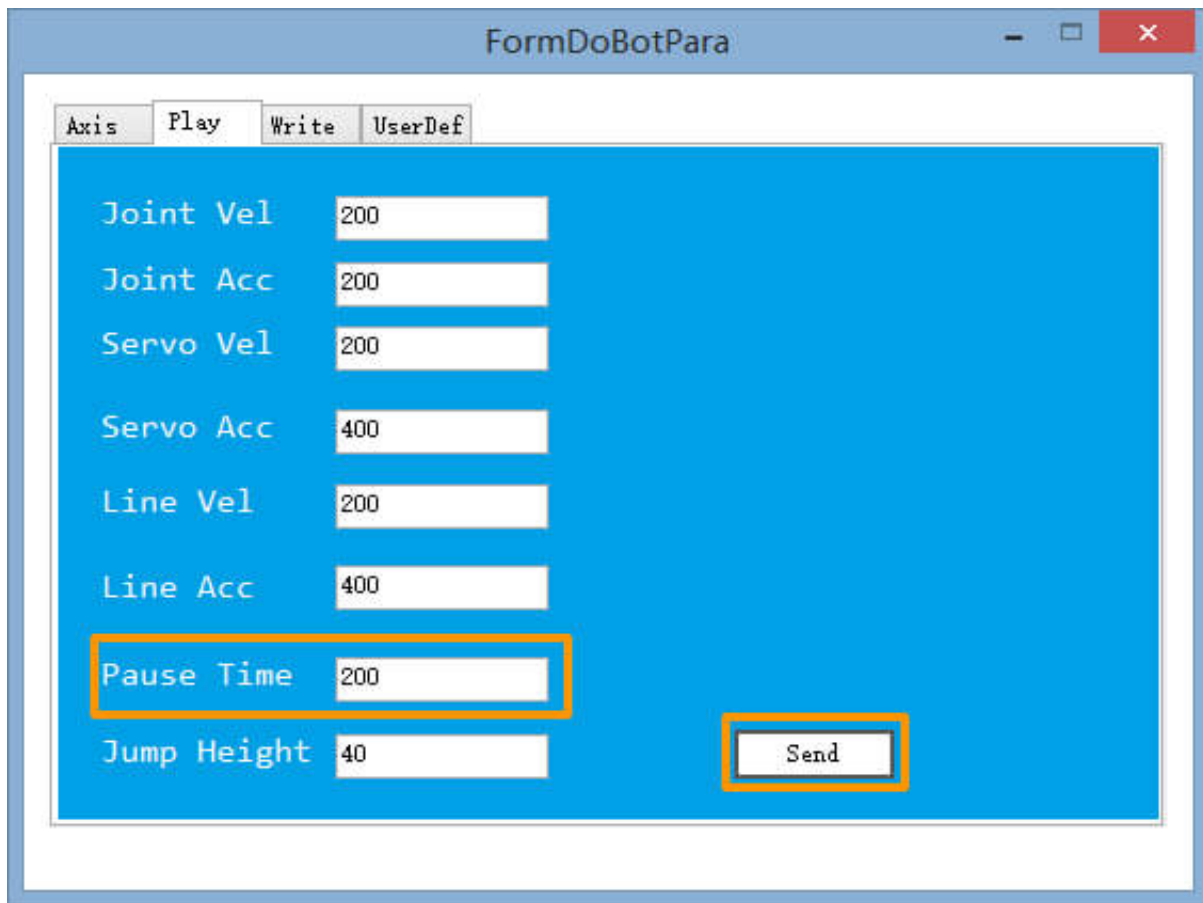 FormDoBotPara
Axis Play Write UserDef
Joint Vel 200
Joint Acc 200
Servo Vel 200
Servo Acc 400
Line Vel 200
Line Acc 400
Pause Time 200
Jump Height 40
Send